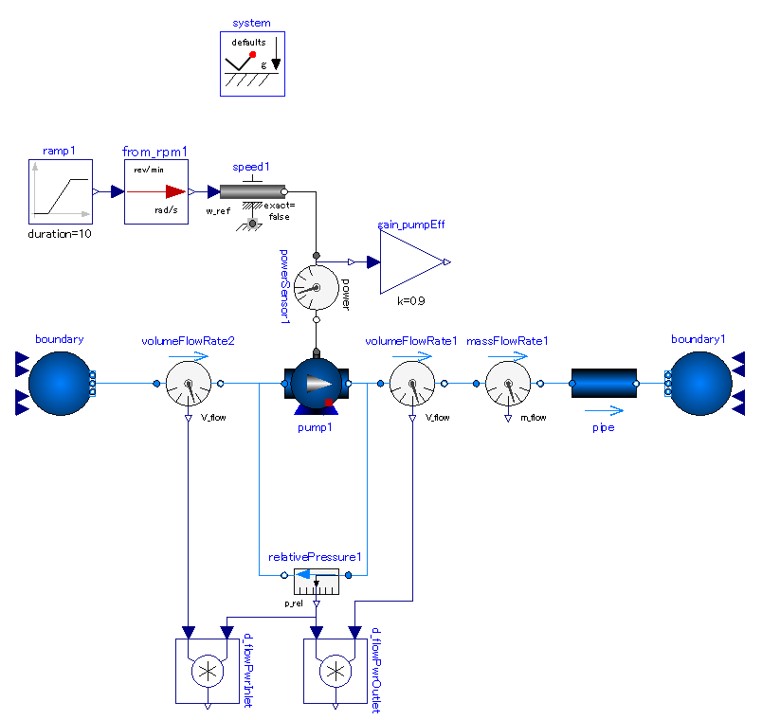 system
defaults
g
ramp1
from_rpm1
speed1
rev/min
rad/s
w_ref
exact=
false
duration=10
gain_pumpEff
powerSensor1
power
k=0.9
boundary
volumeFlowRate2
volumeFlowRate1
massFlowRate1
boundary1
V_flow
V_flow
m_flow
pump1
pipe
relativePressure1
p_rel
d_flowPwrInlet
d_flowPwrOutlet